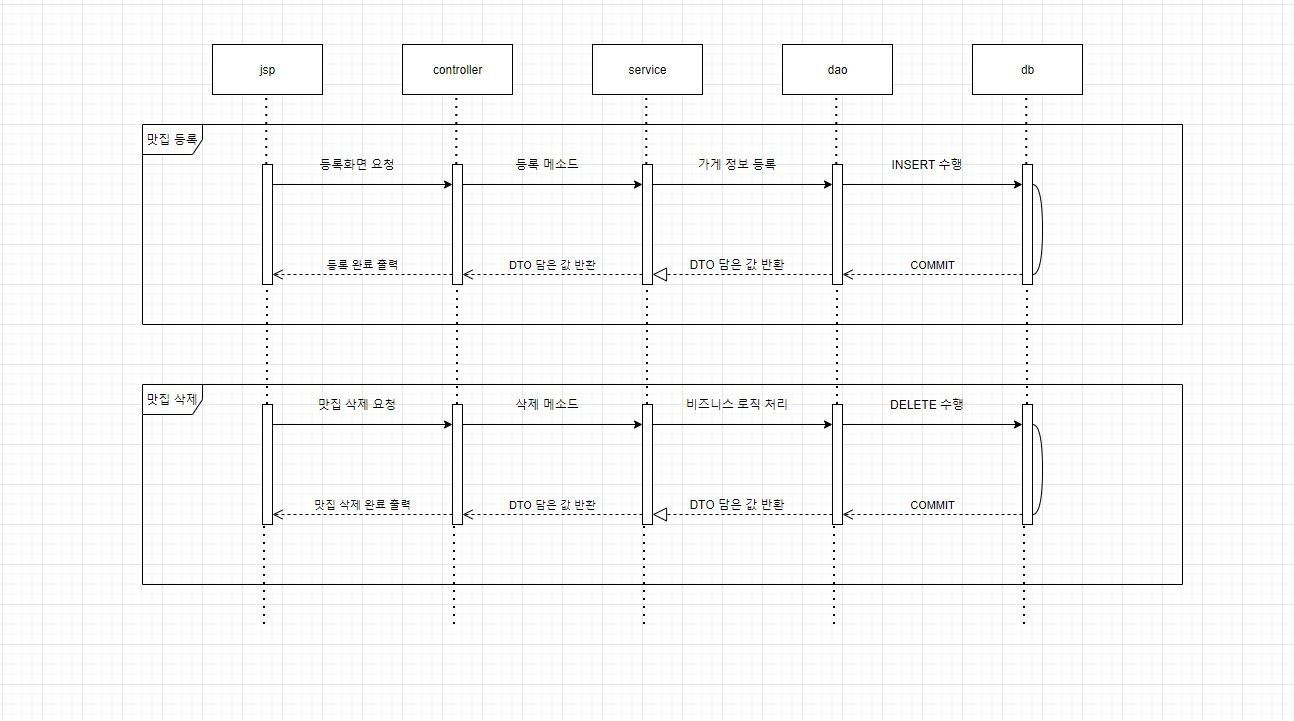 jsp
controller
service
dao
db
맛집 등록
등록화면 요청
등록 메소드
가게 정보 등록
INSERT 수행
등록 완료 출력
DTO 담은 값 반환
DTO 담은 값 반환
COMMIT
맛집 삭제
맛집 삭제 요청
삭제 메소드
비즈니스 로직 처리
DELETE 수행
맛집 삭제 완료 출력
DTO 담은 값 반환
DTO 담은 값 반환
COMMIT